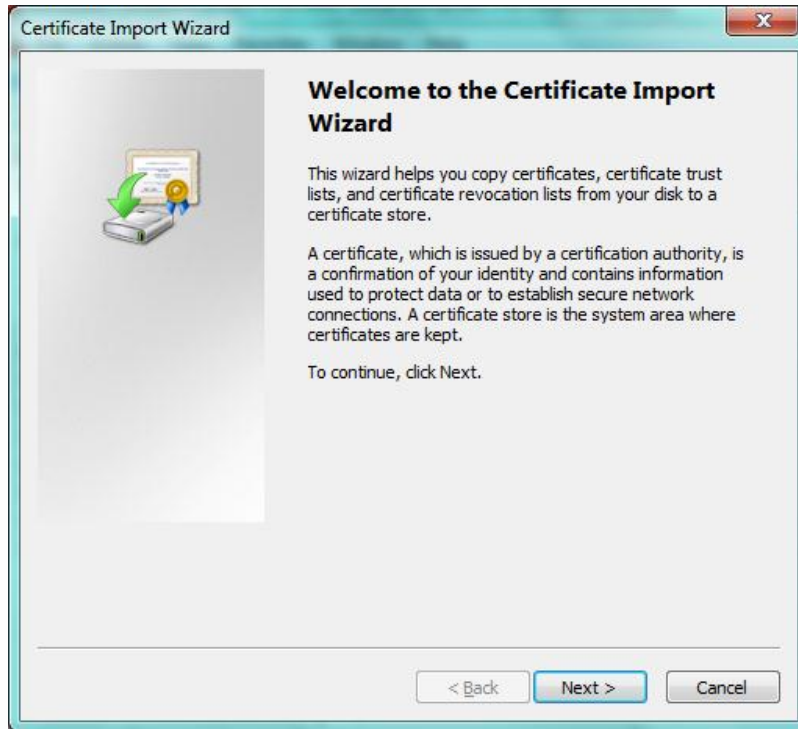 Certificate Import Wizard
X
Welcome to the Certificate Import
Wizard
This wizard helps you copy certificates, certificate trust
lists, and certificate revocation lists from your disk to a
certificate store.
A certificate, which is issued by a certification authority, is
a confirmation of your identity and contains information
used to protect data or to establish secure network
connections. A certificate store is the system area where
certificates are kept.
To continue, click Next.
< Back Next > Cancel